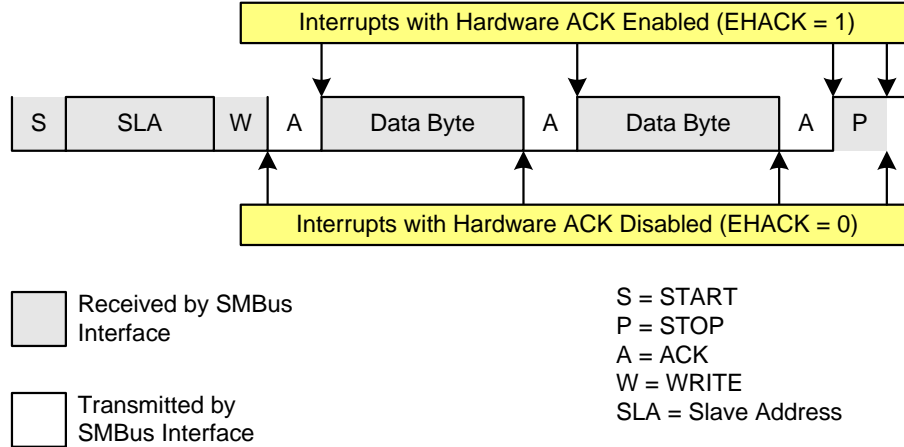 Interrupts with Hardware ACK Enabled (EHACK = 1)
S SLA W A Data Byte A Data Byte A P
Interrupts with Hardware ACK Disabled (EHACK = 0)
Received by SMBus
Interface
Transmitted by
SMBus Interface
S = START
P = STOP
A = ACK
W = WRITE
SLA = Slave Address